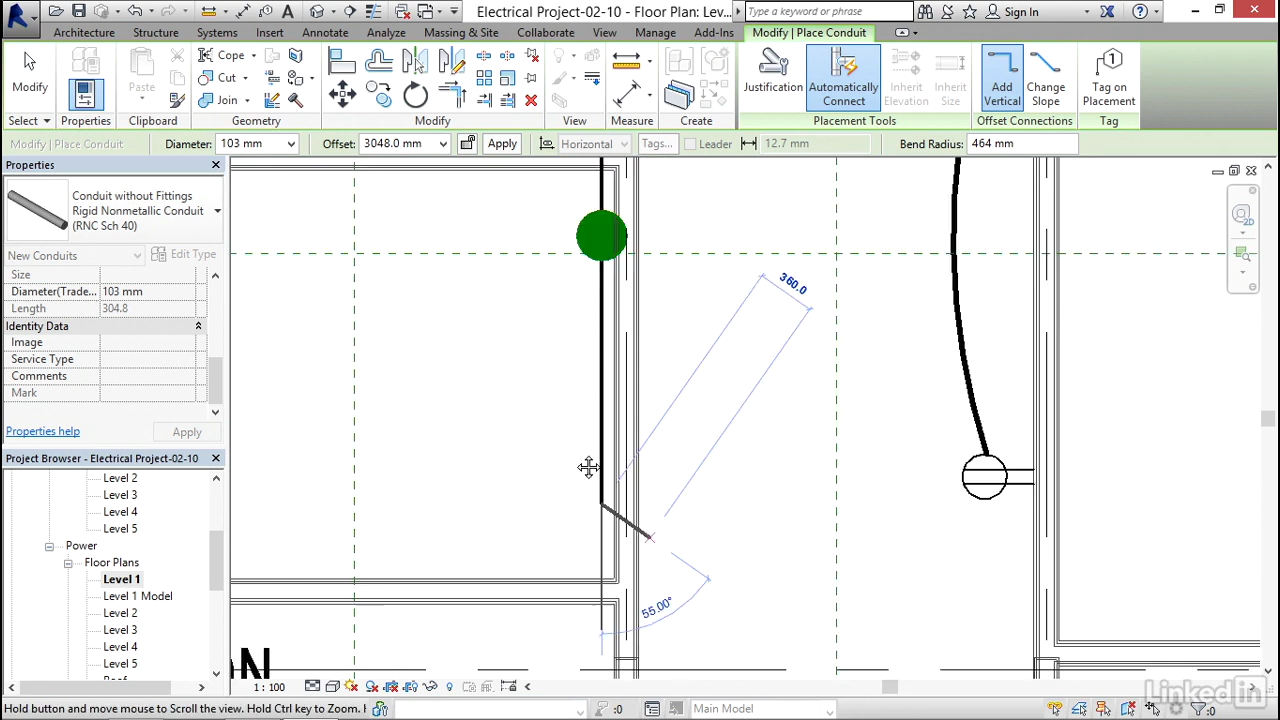 Electrical Project-02-10 - Floor Plan: Lev...
Type a keyword or phrase
Sign In
Architecture Structure Systems Insert Annotate Analyze Massing & Site Collaborate View Manage Add-Ins Modify | Place Conduit
Modify
Paste
Cope
Cut
Join
Justification
Automatically
Connect
Inherit
Elevation
Inherit
Size
Add
Vertical
Change
Slope
Tag on
Placement
Select Properties Clipboard Geometry Modify View Measure Create Placement Tools Offset Connections Tag
Modify | Place Conduit Diameter: 103 mm Offset: 3048.0 mm Apply Horizontal Tags... Leader 12.7 mm Bend Radius: 464 mm
Properties
Conduit without Fittings
Rigid Nonmetallic Conduit
(RNC Sch 40)
New Conduits Edit Type
Size
Diameter(Trade... 103 mm
Length 304.8
Identity Data
Image
Service Type
Comments
Mark
Properties help Apply
Project Browser - Electrical Project-02-10
Level 2
Level 3
Level 4
Level 5
Power
Floor Plans
Level 1
Level 1 Model
Level 2
Level 3
Level 4
Level 5
360.0
55.00°
1 : 100
Hold button and move mouse to Scroll the view. Hold Ctrl key to Zoom. :0 Main Model :0
Linked in